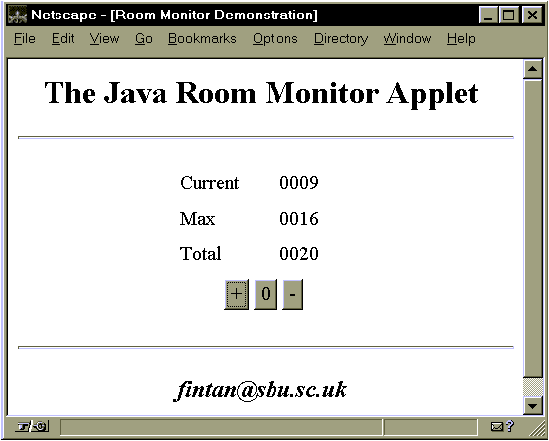 Netscape - [Room Monitor Demonstration]
File Edit View Go Bookmarks Options Directory Window Help
The Java Room Monitor Applet
Current 0009
Max 0016
Total 0020
+ 0 -
fintan@sbu.sc.uk
?